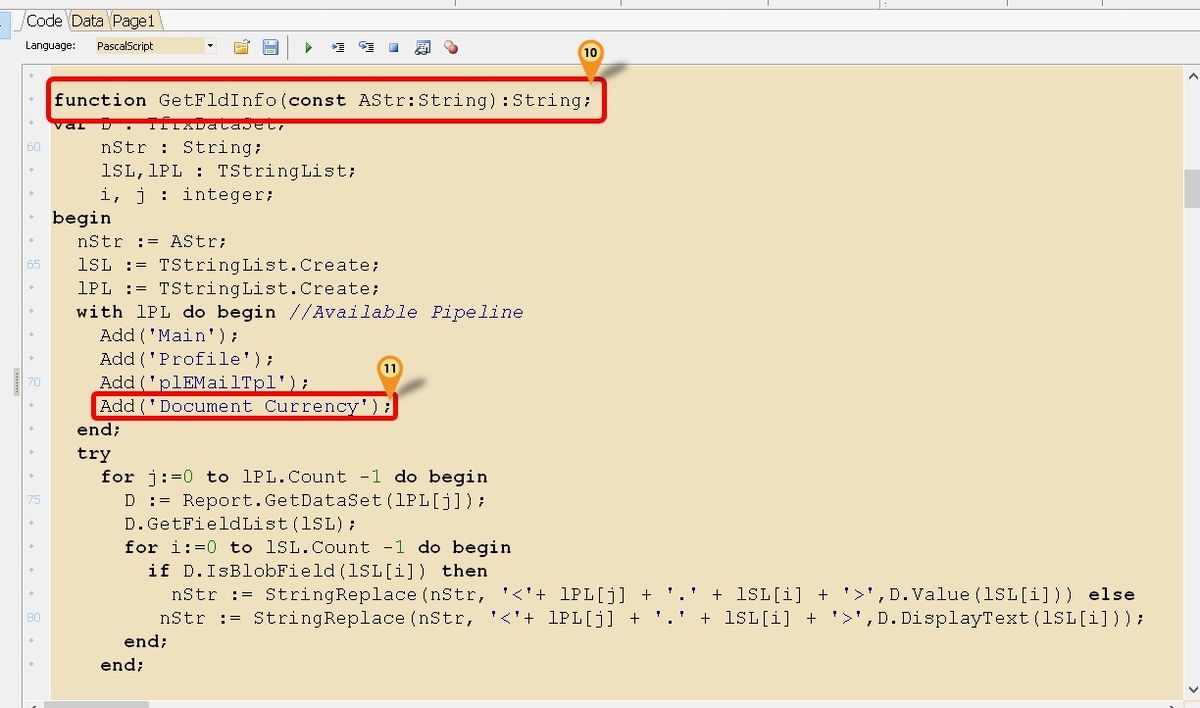 Code Data Page1
Language: PascalScript
10
function GetFldInfo(const AStr:String):String;
var D : TfrxDataSet;
60 nStr : String;
lSL,lPL : TStringList;
i, j : integer;
begin
nStr := AStr;
65 lSL := TStringList.Create;
lPL := TStringList.Create;
with lPL do begin //Available Pipeline
Add('Main');
Add('Profile');
11
70 Add('plEMailTpl');
Add('Document Currency');
end;
try
for j:=0 to lPL.Count -1 do begin
75 D := Report.GetDataSet(lPL[j]);
D.GetFieldList(lSL);
for i:=0 to lSL.Count -1 do begin
if D.IsBlobField(lSL[i]) then
nStr := StringReplace(nStr, '<'+ lPL[j] + '.' + lSL[i] + '>',D.Value(lSL[i])) else
80 nStr := StringReplace(nStr, '<'+ lPL[j] + '.' + lSL[i] + '>',D.DisplayText(lSL[i]));
end;
end;